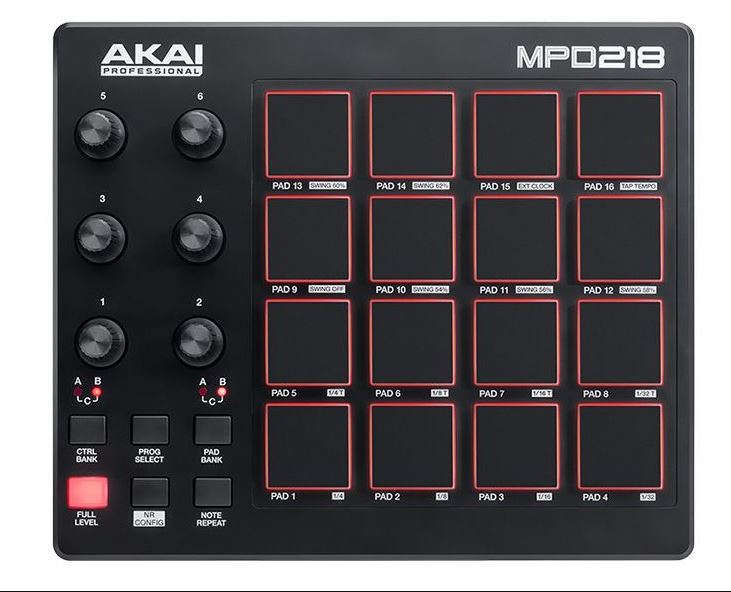 AKAI
PROFESSIONAL
MPD218
5 6
PAD 13 SWING 60% PAD 14 SWING 62% PAD 15 EXT CLOCK PAD 16 TAP TEMPO
3 4
PAD 9 SWING OFF PAD 10 SWING 54% PAD 11 SWING 56% PAD 12 SWING 58%
1 2
A B A B
C C
PAD 5 1/4 T PAD 6 1/8 T PAD 7 1/16 T PAD 8 1/32 T
CTRL BANK
PROG SELECT
PAD BANK
PAD 1 1/4 PAD 2 1/8 PAD 3 1/16 PAD 4 1/32
FULL LEVEL
NR CONFIG
NOTE REPEAT